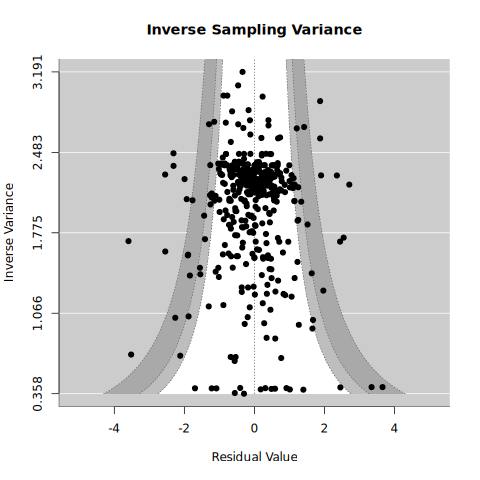 Inverse Sampling Variance
3.191
2.483
1.775
1.066
0.358
Inverse Variance
-4 -2 0 2 4
Residual Value